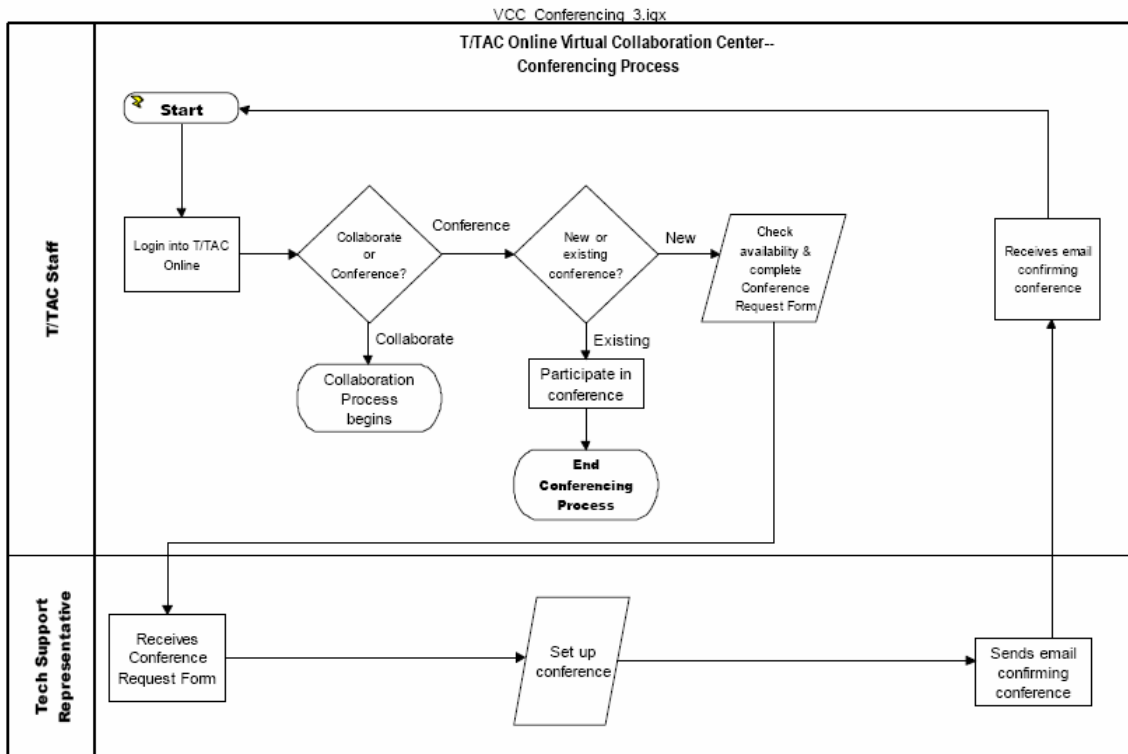 VCC_Conferencing_3.igx
T/TAC Online Virtual Collaboration Center--
Conferencing Process
T/TAC Staff
Start
Login into T/TAC
Online
Collaborate
or
Conference?
Conference
New or
existing
conference?
New
Check
availability &
complete
Conference
Request Form
Receives email
confirming
conference
Collaborate
Collaboration
Process
begins
Existing
Participate in
conference
End
Conferencing
Process
Tech Support
Representative
Receives
Conference
Request Form
Set up
conference
Sends email
confirming
conference